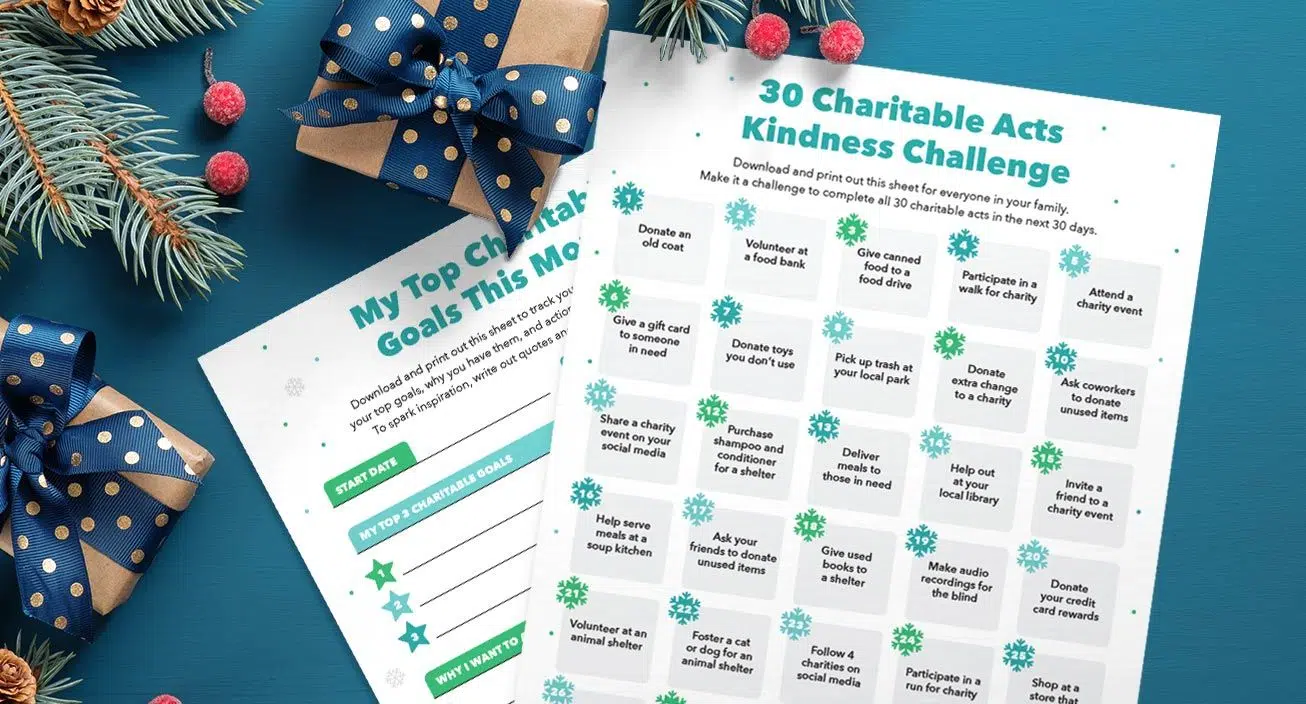 30 Charitable Acts
Kindness Challenge
Download and print out this sheet for everyone in your family.
Make it a challenge to complete all 30 charitable acts in the next 30 days.
1
Donate an
old coat
2
Volunteer at
a food bank
3
Give canned
food to a
food drive
4
Participate in a
walk for charity
5
Attend a
charity event
6
Give a gift card
to someone
in need
7
Donate toys
you don't use
8
Pick up trash at
your local park
9
Donate
extra change
to a charity
10
Ask coworkers
to donate
unused items
11
Share a charity
event on your
social media
12
Purchase
shampoo and
conditioner
for a shelter
13
Deliver
meals to
those in need
14
Help out
at your
local library
15
Invite a
friend to a
charity event
16
Help serve
meals at a
soup kitchen
17
Ask your
friends to donate
unused items
18
Give used
books to
a shelter
19
Make audio
recordings for
the blind
20
Donate
your credit
card rewards
21
Volunteer at an
animal shelter
22
Foster a cat
or dog for an
animal shelter
23
Follow 4
charities on
social media
24
Participate in a
run for charity
25
Shop at a
store that
26
My Top Charitab
Goals This Mo
Download and print out this sheet to track you
your top goals, why you have them, and action
To spark inspiration, write out quotes an
START DATE
MY TOP 3 CHARITABLE GOALS
1
2
3
WHY I WANT TO